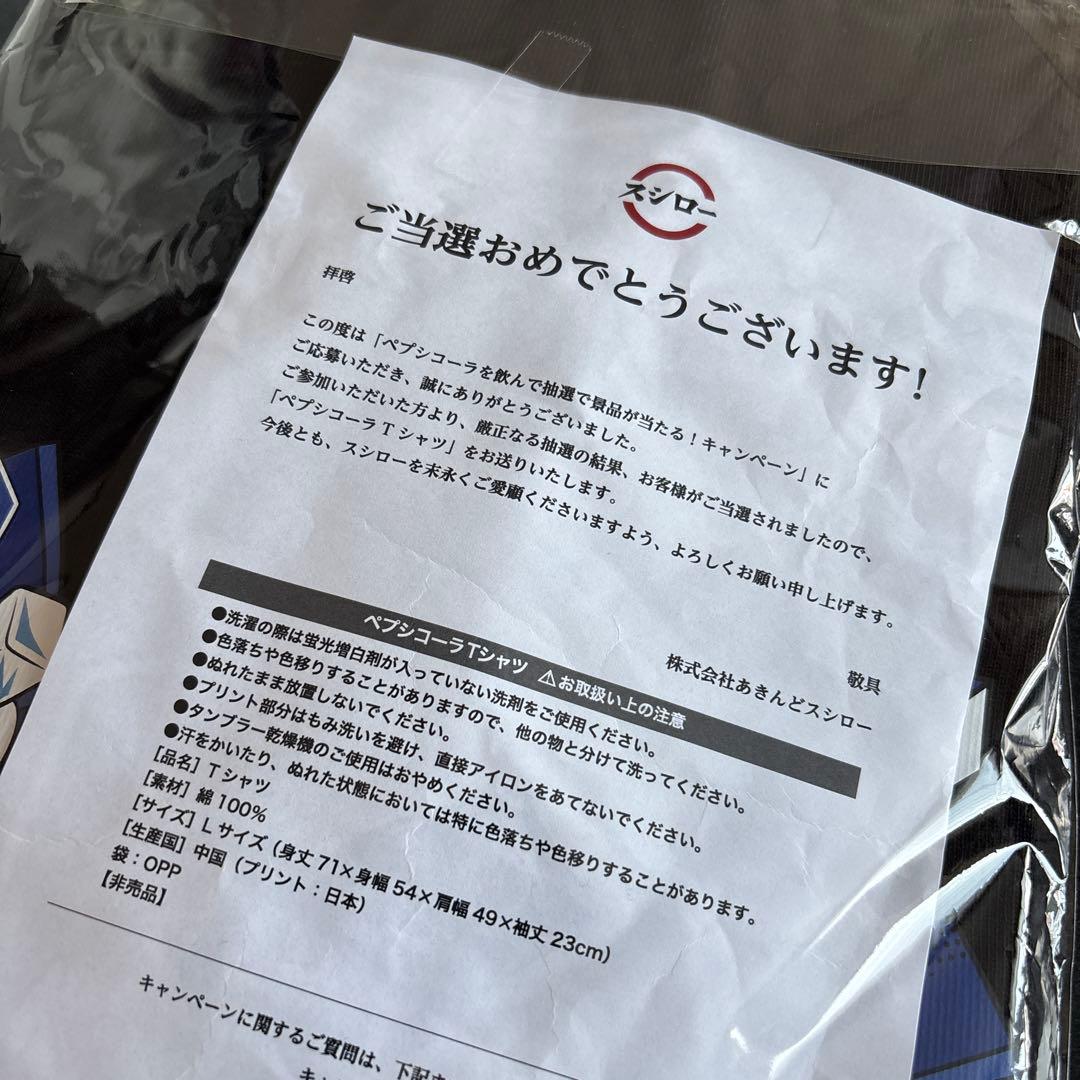 スシロー
ご当選おめでとうございます!
拝啓
この度は「ペプシコーラを飲んで抽選で景品が当たる！キャンペーン」に
ご応募いただき、誠にありがとうございました。
ご参加いただいた方より、厳正なる抽選の結果、お客様がご当選されましたので、
「ペプシコーラTシャツ」をお送りいたします。
今後とも、スシローを末永くご愛顧くださいますよう、よろしくお願い申し上げます。
敬具
株式会社あきんどスシロー
ペプシコーラTシャツ ⚠お取扱い上の注意
●洗濯の際は蛍光増白剤が入っていない洗剤をご使用ください。
●色落ちや色移りすることがありますので、他の物と分けて洗ってください。
●ぬれたまま放置しないでください。
●プリント部分はもみ洗いを避け、直接アイロンをあてないでください。
●タンブラー乾燥機のご使用はおやめください。
●汗をかいたり、ぬれた状態においては特に色落ちや色移りすることがあります。
［品名］Tシャツ
［素材］綿100%
［サイズ］Lサイズ（身丈71×身幅54×肩幅49×袖丈23cm）
［生産国］中国（プリント：日本）
袋：OPP
【非売品】
キャンペーンに関するご質問は、下記
キャ